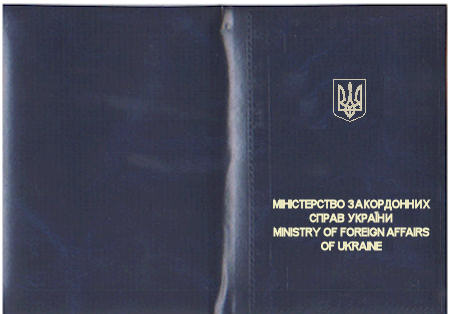 МІНІСТЕРСТВО ЗАКОРДОННИХ
СПРАВ УКРАЇНИ
MINISTRY OF FOREIGN AFFAIRS
OF UKRAINE